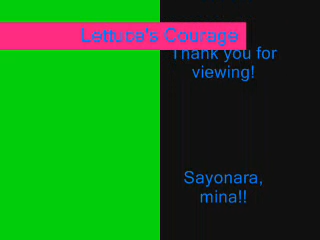 Lettuce's Courage
Thank you for
viewing!
Sayonara,
mina!!